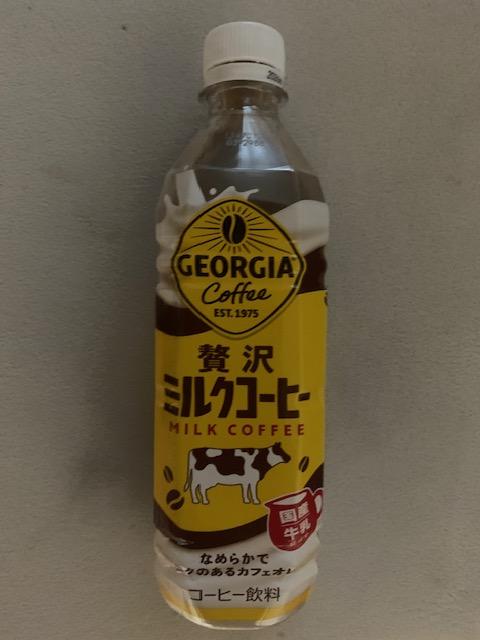 GEORGIA
Coffee
EST.1975
贅沢
ミルクコーヒー
MILK COFFEE
国産
牛乳
なめらかで
コクのあるカフェオレ
コーヒー飲料